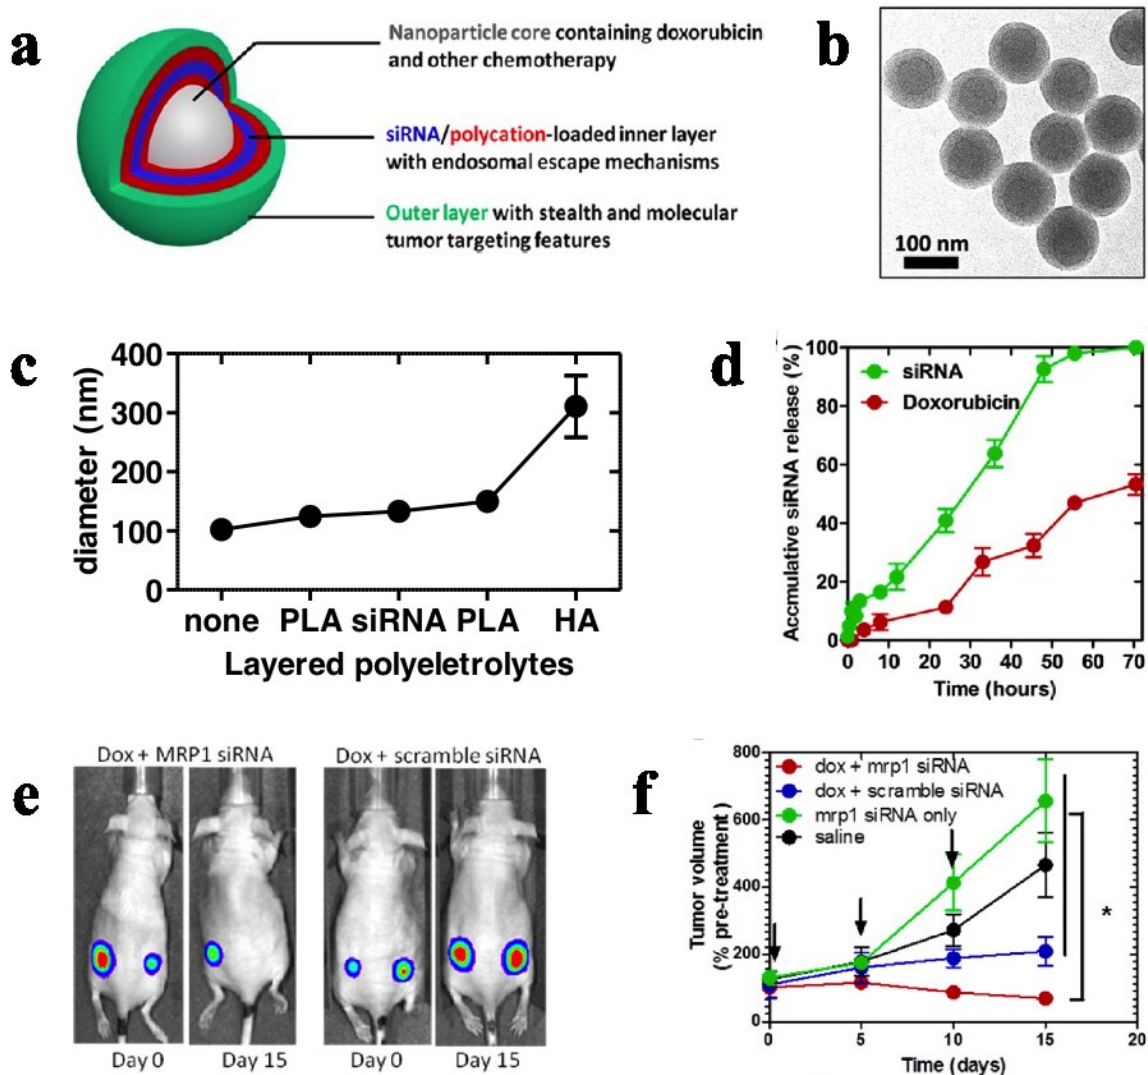 a
Nanoparticle core containing doxorubicin
and other chemotherapy
siRNA/polycation-loaded inner layer
with endosomal escape mechanisms
Outer layer with stealth and molecular
tumor targeting features
b
100 nm
c
diameter (nm)
400
300
200
100
0
none PLA siRNA PLA HA
Layered polyeletrolytes
d
Accmulative siRNA release (%)
100
80
60
40
20
0
siRNA
Doxorubicin
0 10 20 30 40 50 60 70
Time (hours)
e
Dox + MRP1 siRNA
Dox + scramble siRNA
Day 0
Day 15
Day 0
Day 15
f
Tumor volume
(% pre-treatment)
800
600
400
200
0
dox + mrp1 siRNA
dox + scramble siRNA
mrp1 siRNA only
saline
*
0 5 10 15 20
Time (days)